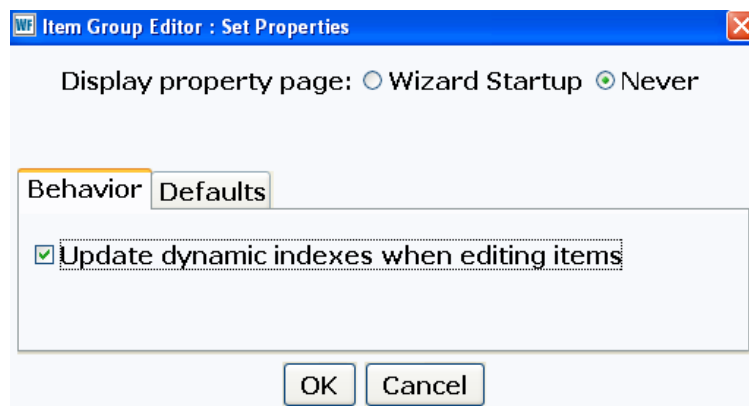 WF Item Group Editor : Set Properties
Display property page: Wizard Startup Never
Behavior Defaults
Update dynamic indexes when editing items
OK Cancel